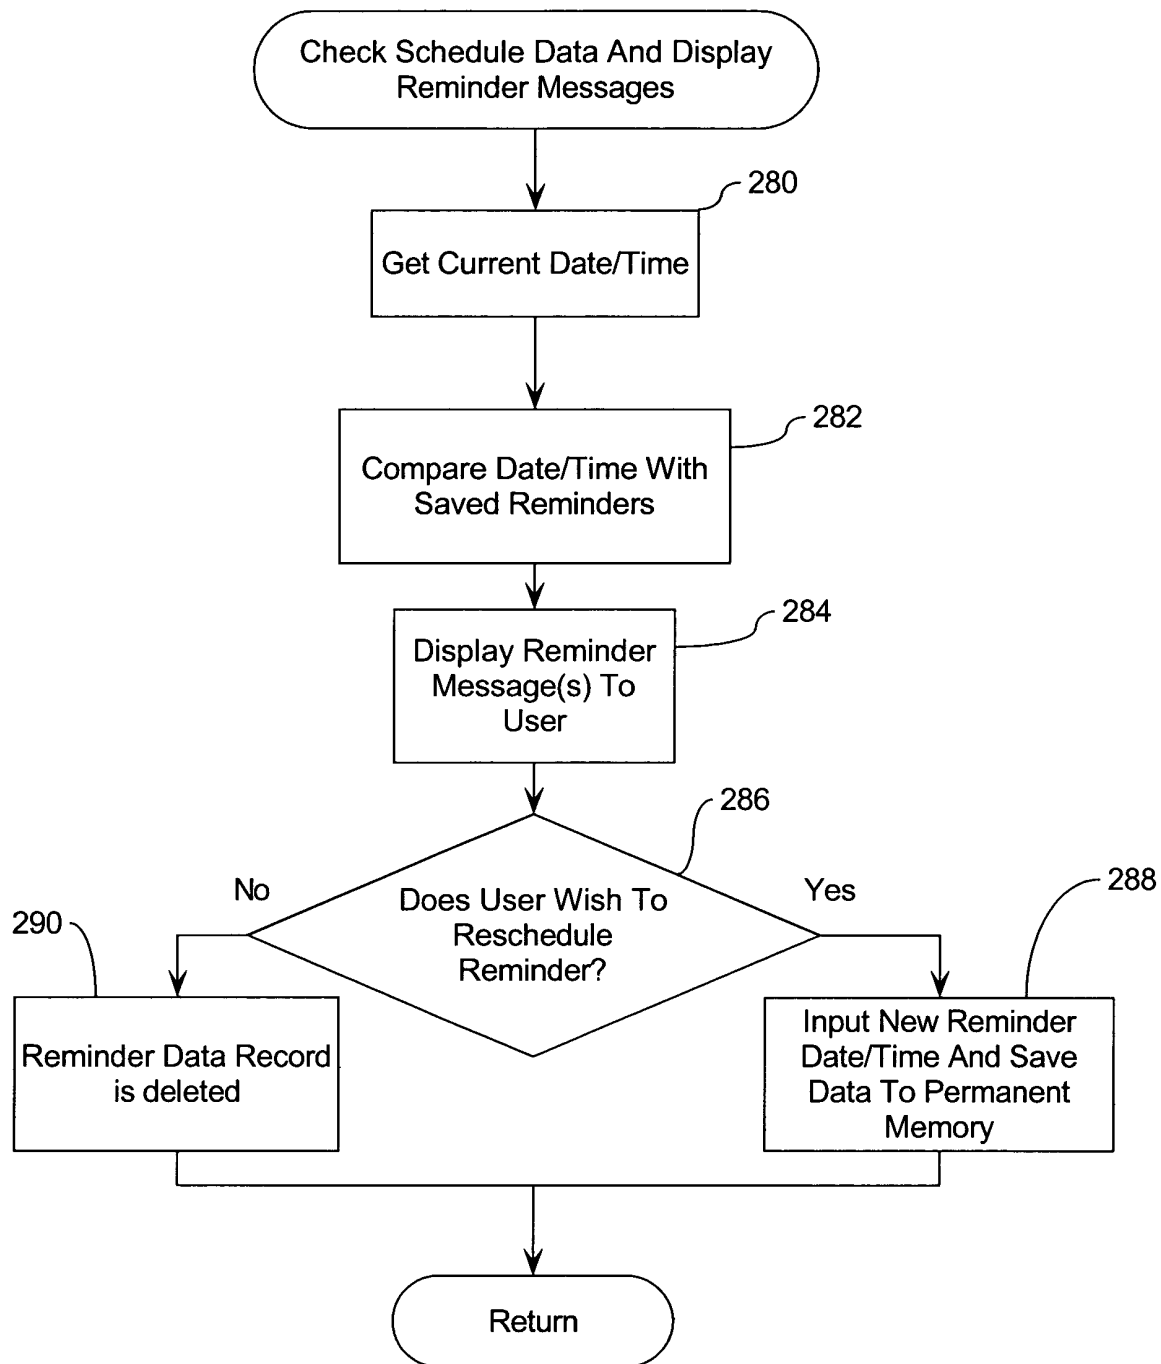 Check Schedule Data And Display
Reminder Messages
280
Get Current Date/Time
282
Compare Date/Time With
Saved Reminders
284
Display Reminder
Message(s) To
User
286
No
Does User Wish To
Reschedule
Reminder?
Yes
288
290
Reminder Data Record
is deleted
Input New Reminder
Date/Time And Save
Data To Permanent
Memory
Return